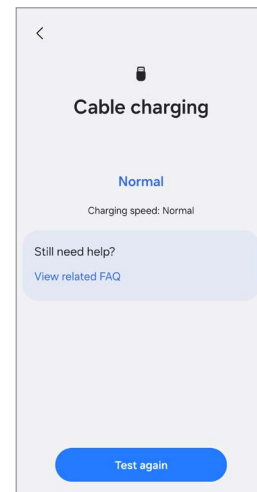 Cable charging
Normal
Charging speed: Normal
Still need help?
View related FAQ
Test again